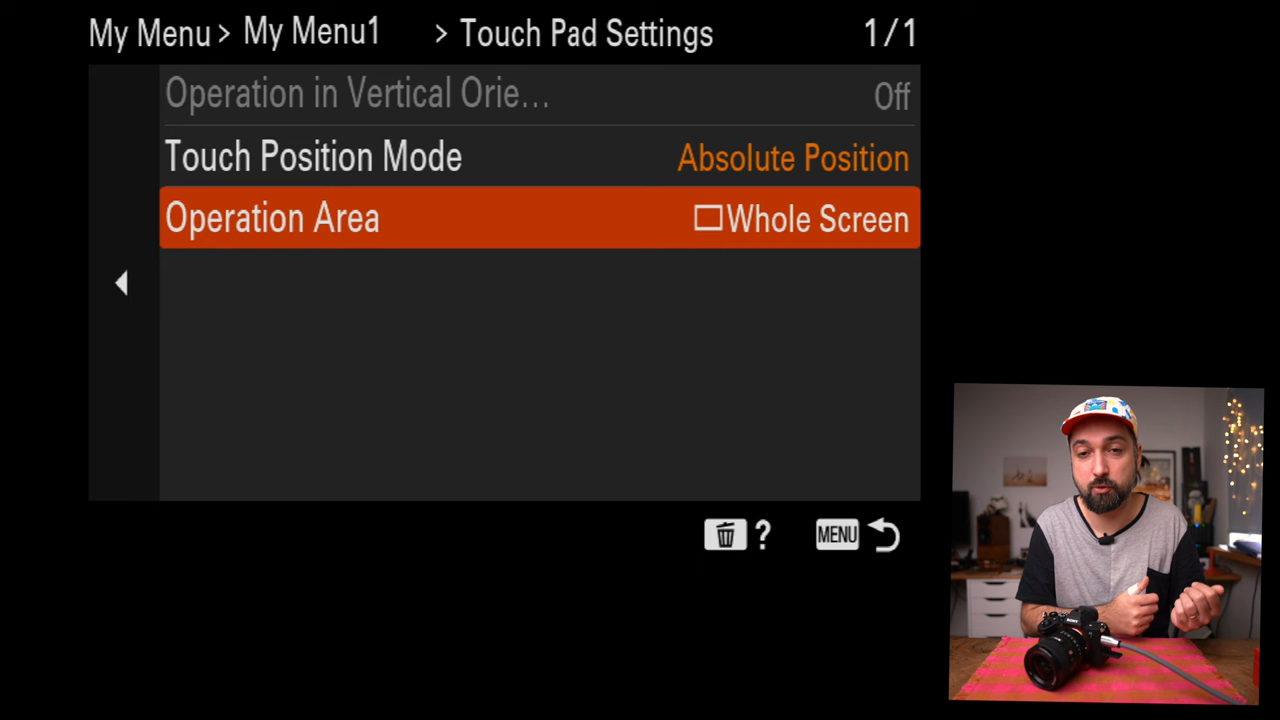 My Menu > My Menu1 > Touch Pad Settings 1/1
Operation in Vertical Orie... Off
Touch Position Mode Absolute Position
Operation Area Whole Screen
? MENU
SONY